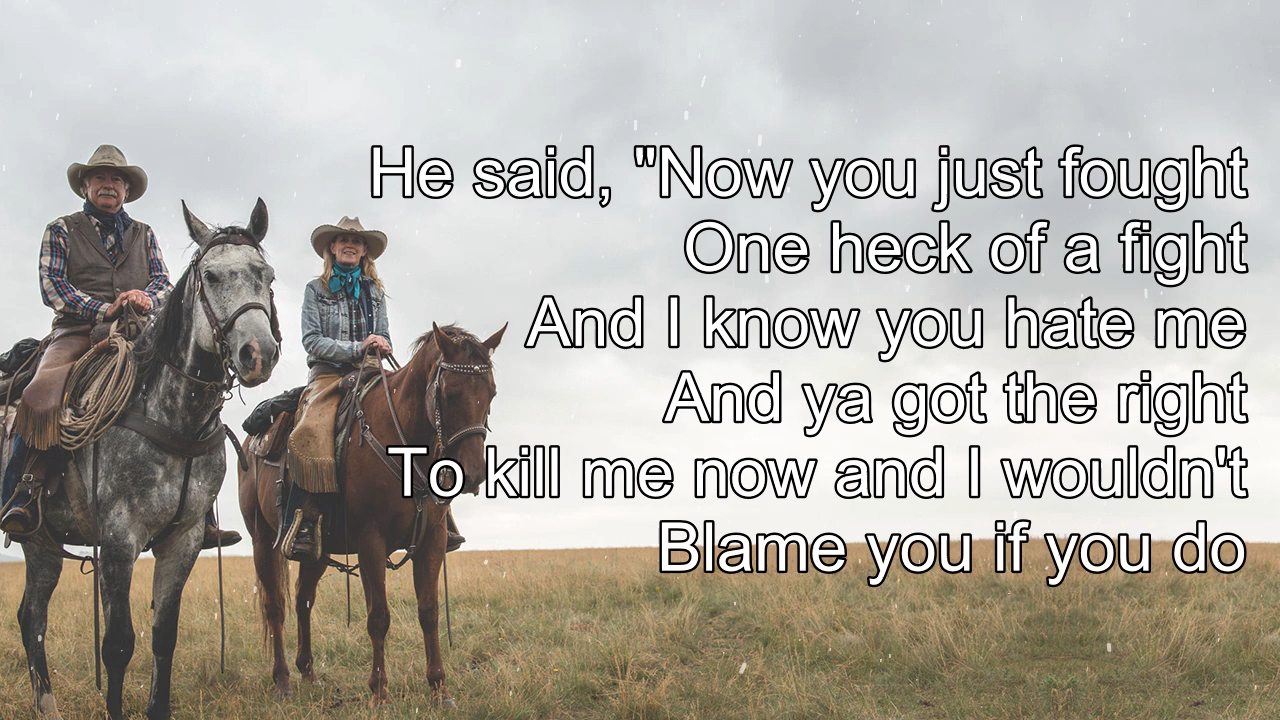 He said, "Now you just fought
One heck of a fight
And I know you hate me
And ya got the right
To kill me now and I wouldn't
Blame you if you do